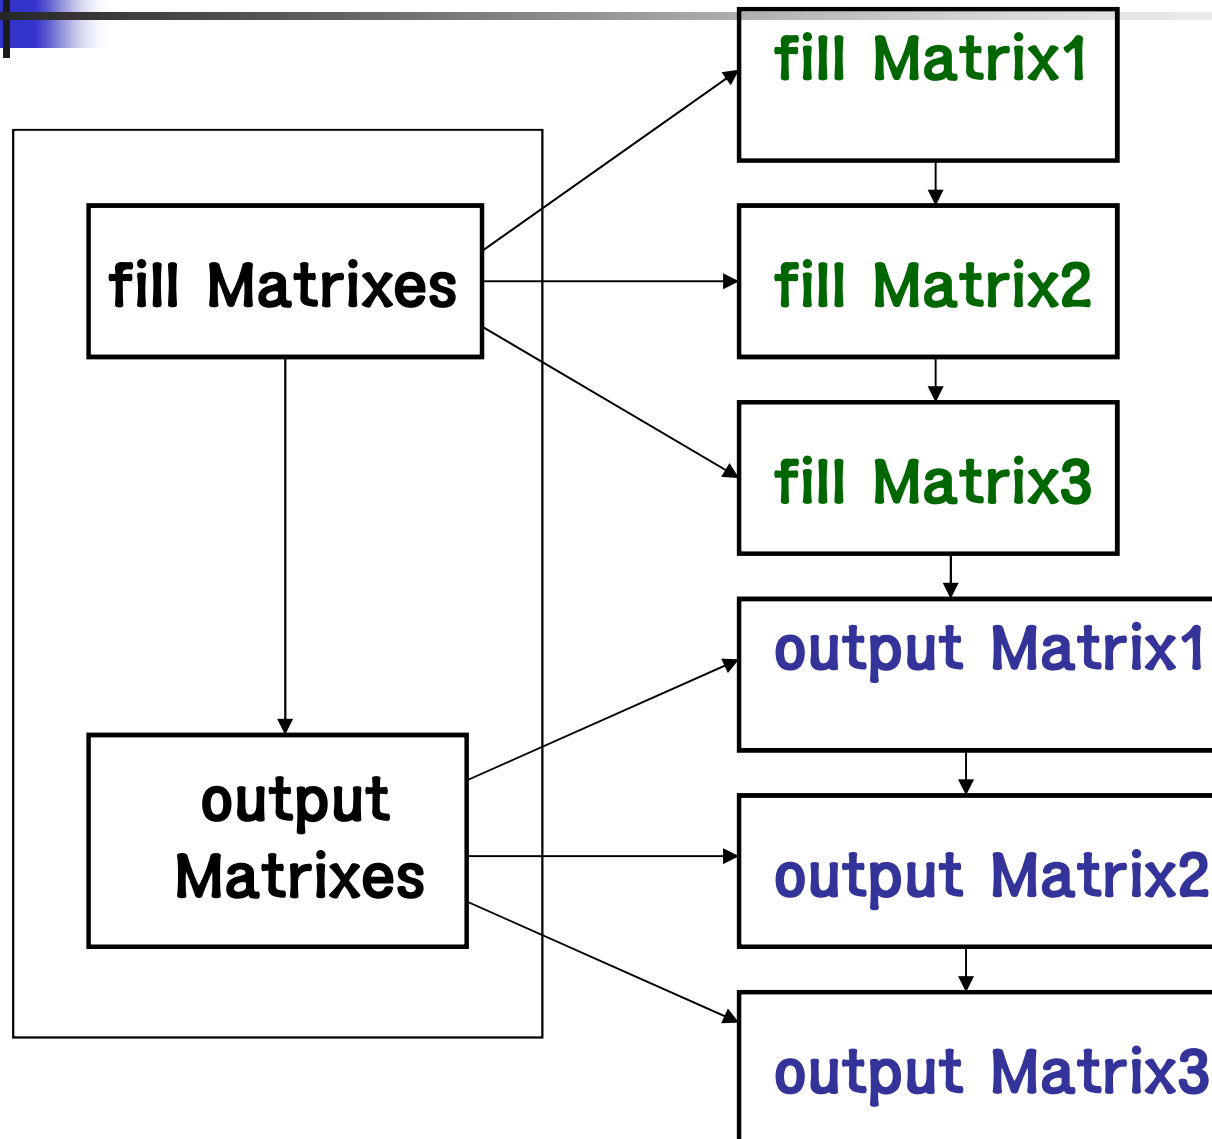 fill Matrix1
fill Matrixes
fill Matrix2
fill Matrix3
output Matrix1
output
Matrixes
output Matrix2
output Matrix3